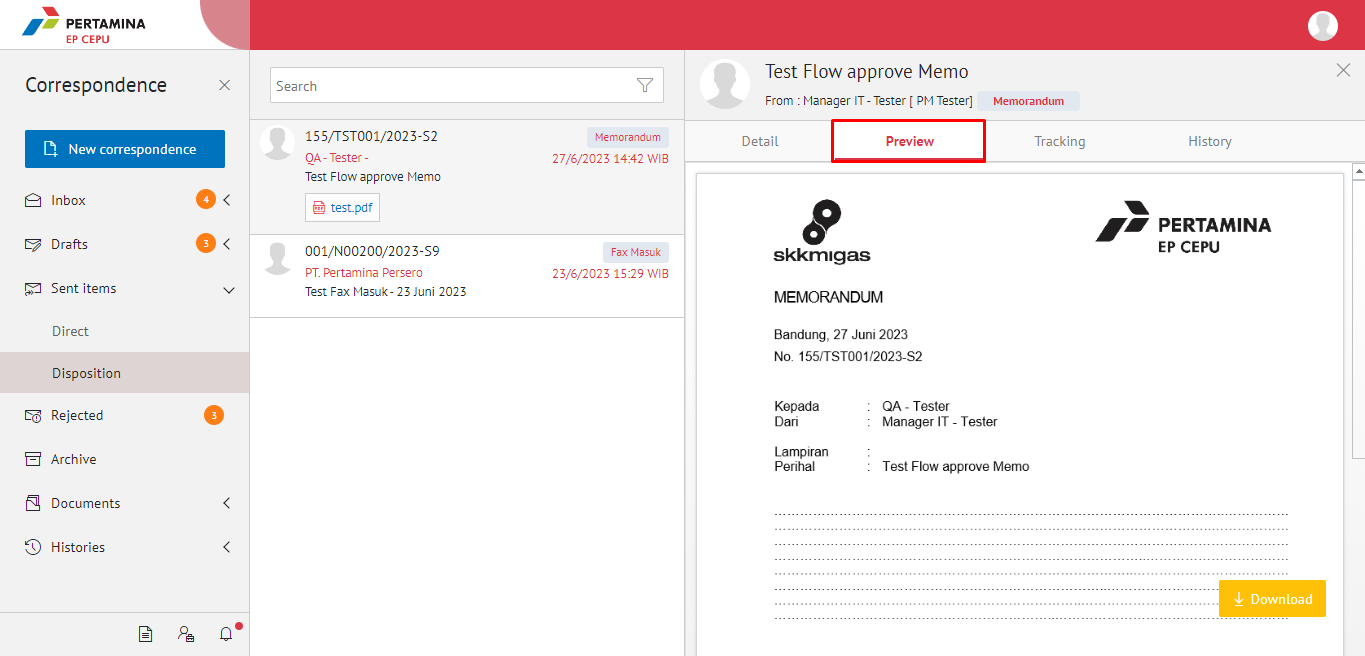 PERTAMINA
EP CEPU
Correspondence
New correspondence
Inbox 4
Drafts 3
Sent items
Direct
Disposition
Rejected 3
Archive
Documents
Histories
Search
155/TST001/2023-S2 Memorandum
QA - Tester - 27/6/2023 14:42 WIB
Test Flow approve Memo
test.pdf
001/N00200/2023-S9 Fax Masuk
PT. Pertamina Persero 23/6/2023 15:29 WIB
Test Fax Masuk - 23 Juni 2023
Test Flow approve Memo
From : Manager IT - Tester [ PM Tester] Memorandum
Detail Preview Tracking History
skkmigas
PERTAMINA
EP CEPU
MEMORANDUM
Bandung, 27 Juni 2023
No. 155/TST001/2023-S2
Kepada : QA - Tester
Dari : Manager IT - Tester
Lampiran :
Perihal : Test Flow approve Memo
Download